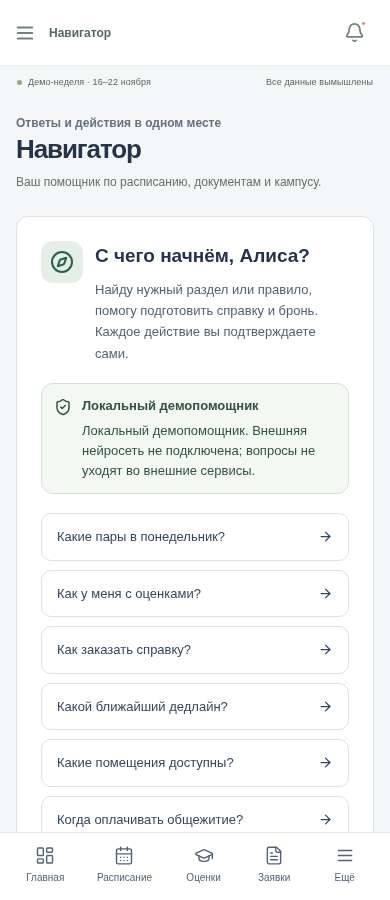 Навигатор
Демо-неделя · 16–22 ноября
Все данные вымышлены
Ответы и действия в одном месте
Навигатор
Ваш помощник по расписанию, документам и кампусу.
С чего начнём, Алиса?
Найду нужный раздел или правило,
помогу подготовить справку и бронь.
Каждое действие вы подтверждаете
сами.
Локальный демопомощник
Локальный демопомощник. Внешняя
нейросеть не подключена; вопросы не
уходят во внешние сервисы.
Какие пары в понедельник?
Как у меня с оценками?
Как заказать справку?
Какой ближайший дедлайн?
Какие помещения доступны?
Когда оплачивать общежитие?
Главная
Расписание
Оценки
Заявки
Ещё